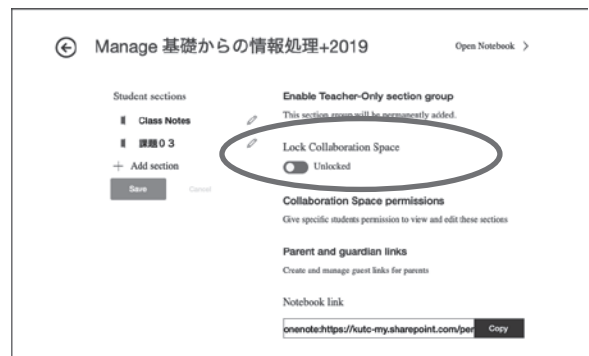 Manage 基礎からの情報処理+2019
Open Notebook
Student sections
Class Notes
課題03
Add section
Save
Cancel
Enable Teacher-Only section group
This section group will be permanently added.
Lock Collaboration Space
Unlocked
Collaboration Space permissions
Give specific students permission to view and edit these sections
Parent and guardian links
Create and manage guest links for parents
Notebook link
onenote:https://kutc-my.sharepoint.com/per
Copy